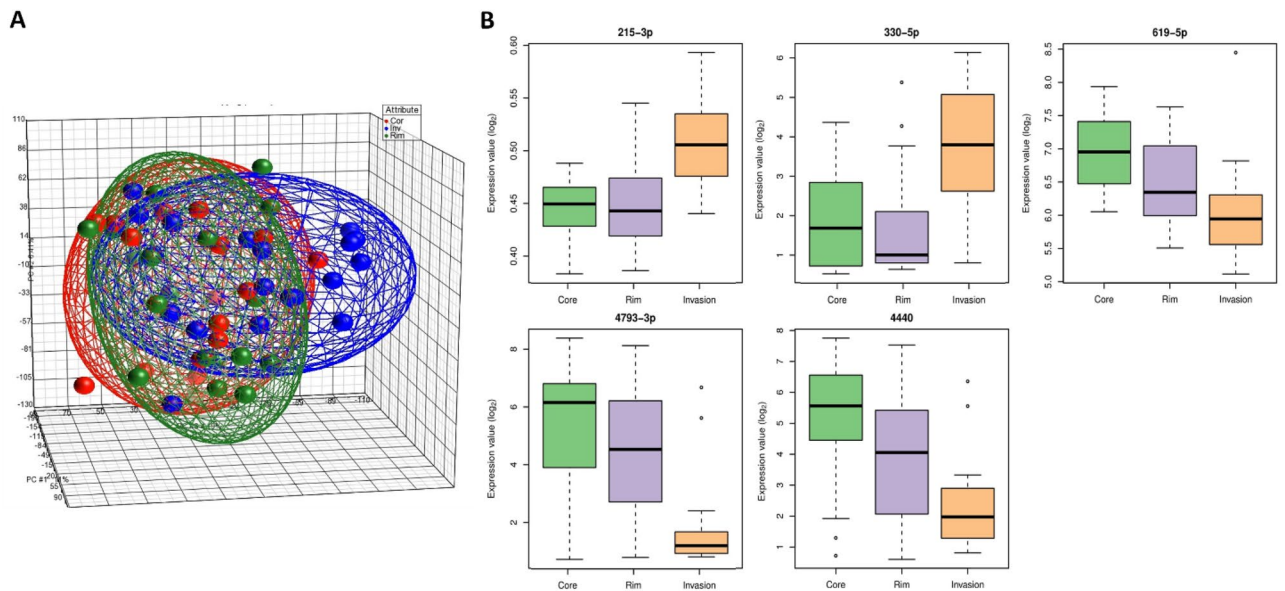 A
B
Attribute
Cor
Inv
Rim
110
86
62
38
14
-10
-33
-57
-81
-105
-130
215-3p
Expression value (log2)
0.60
0.55
0.50
0.45
0.40
Core Rim Invasion
330-5p
Expression value (log2)
6
5
4
3
2
1
Core Rim Invasion
619-5p
Expression value (log2)
8.5
8.0
7.5
7.0
6.5
6.0
5.5
5.0
Core Rim Invasion
4793-3p
Expression value (log2)
8
6
4
2
Core Rim Invasion
4440
Expression value (log2)
8
7
6
5
4
3
2
1
Core Rim Invasion